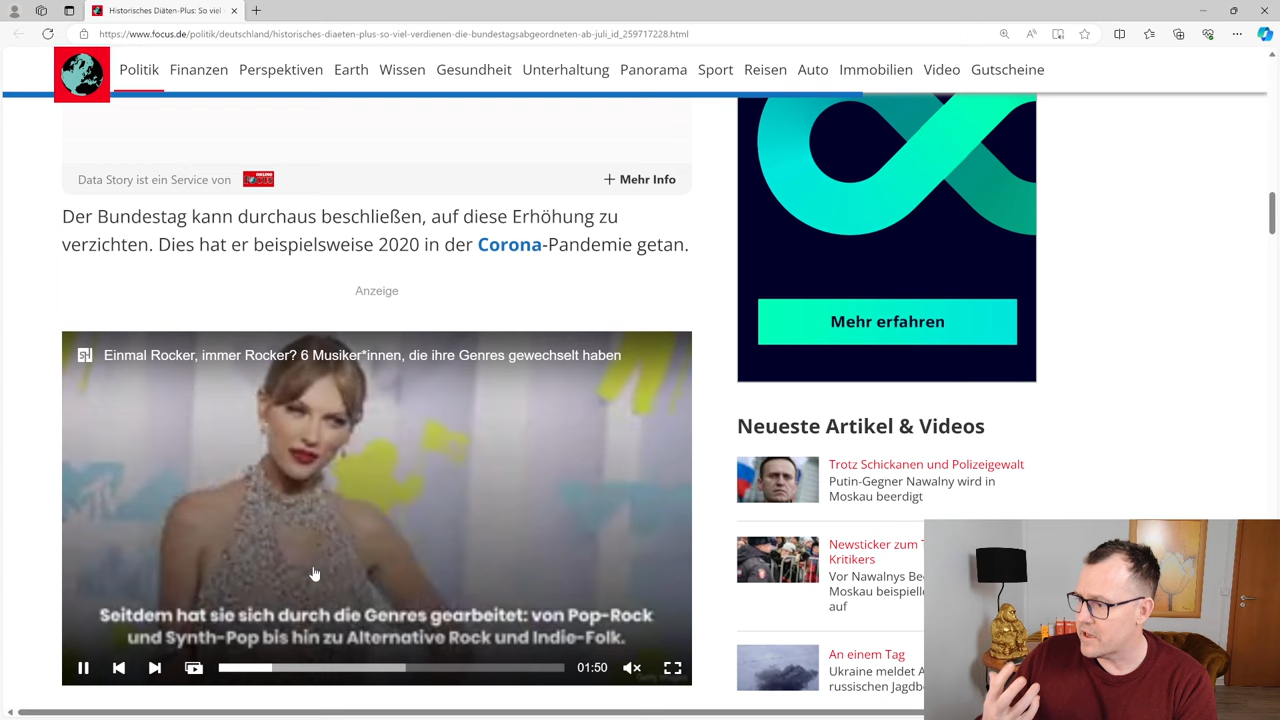 Historisches Diäten-Plus: So viel
https://www.focus.de/politik/deutschland/historisches-diaeten-plus-so-viel-verdienen-die-bundestagsabgeordneten-ab-juli_id_259717228.html
Politik Finanzen Perspektiven Earth Wissen Gesundheit Unterhaltung Panorama Sport Reisen Auto Immobilien Video Gutscheine
Data Story ist ein Service von
+ Mehr Info
Der Bundestag kann durchaus beschließen, auf diese Erhöhung zu
verzichten. Dies hat er beispielsweise 2020 in der Corona-Pandemie getan.
Anzeige
Einmal Rocker, immer Rocker? 6 Musiker*innen, die ihre Genres gewechselt haben
Seitdem hat sie sich durch die Genres gearbeitet: von Pop-Rock
und Synth-Pop bis hin zu Alternative Rock und Indie-Folk.
01:50
Mehr erfahren
Neueste Artikel & Videos
Trotz Schickanen und Polizeigewalt
Putin-Gegner Nawalny wird in
Moskau beerdigt
Newsticker zum
Kritikers
Vor Nawalnys
Moskau
auf
An einem Tag
Ukraine meldet